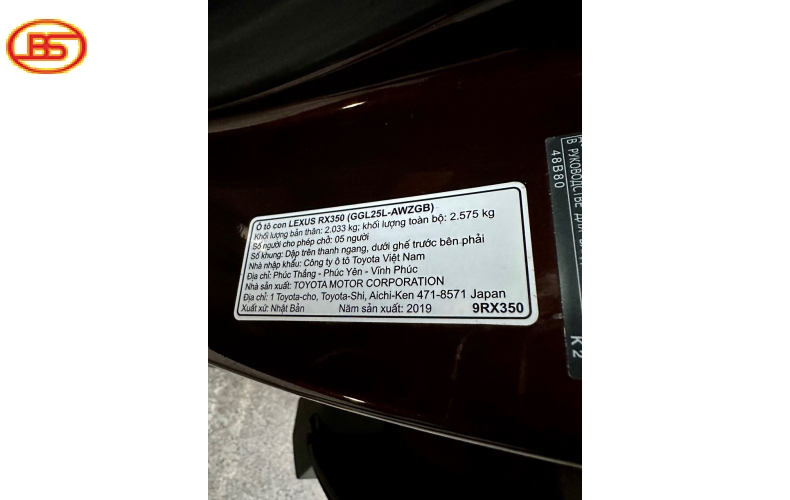 BS
Ô tô con LEXUS RX350 (GGL25L-AWZGB)
Khối lượng bản thân: 2.033 kg; khối lượng toàn bộ: 2.575 kg
Số người cho phép chở: 05 người
Số khung: Dập trên thanh ngang, dưới ghế trước bên phải
Nhà nhập khẩu: Công ty ô tô Toyota Việt Nam
Địa chỉ: Phúc Thắng - Phúc Yên - Vĩnh Phúc
Nhà sản xuất: TOYOTA MOTOR CORPORATION
Địa chỉ: 1 Toyota-cho, Toyota-Shi, Aichi-Ken 471-8571 Japan
Xuất xứ: Nhật Bản Năm sản xuất: 2019 9RX350
В РУКОВОДСТВЕ
48B80
K2